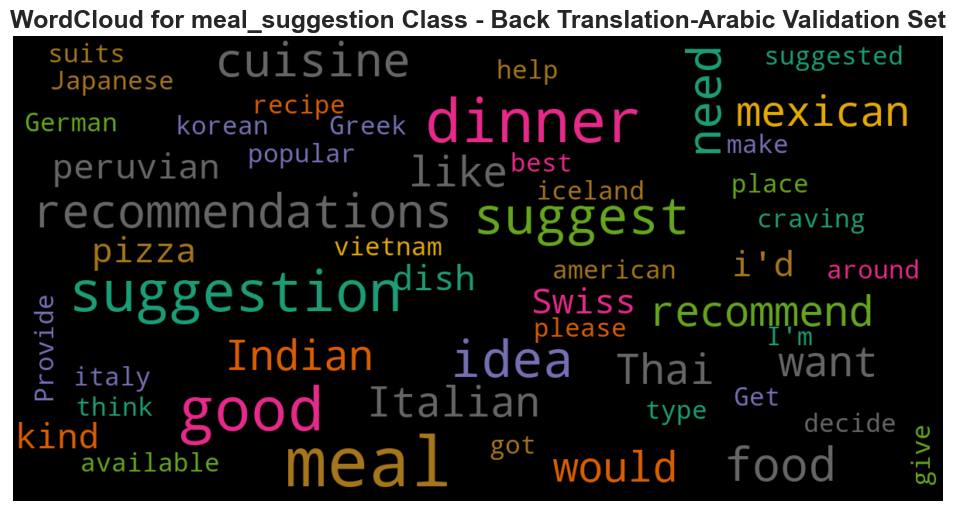 WordCloud for meal_suggestion Class - Back Translation-Arabic Validation Set
suits
cuisine
help
need
suggested
Japanese
recipe
dinner
mexican
German
korean
Greek
make
popular
best
peruvian
like
iceland
place
recommendations
suggest
craving
pizza
vietnam
dish
american
i'd
around
suggestion
Swiss
recommend
please
I'm
Provide
Indian
idea
Thai
want
italy
think
good
Italian
type
Get
decide
kind
available
meal
got
would
food
give